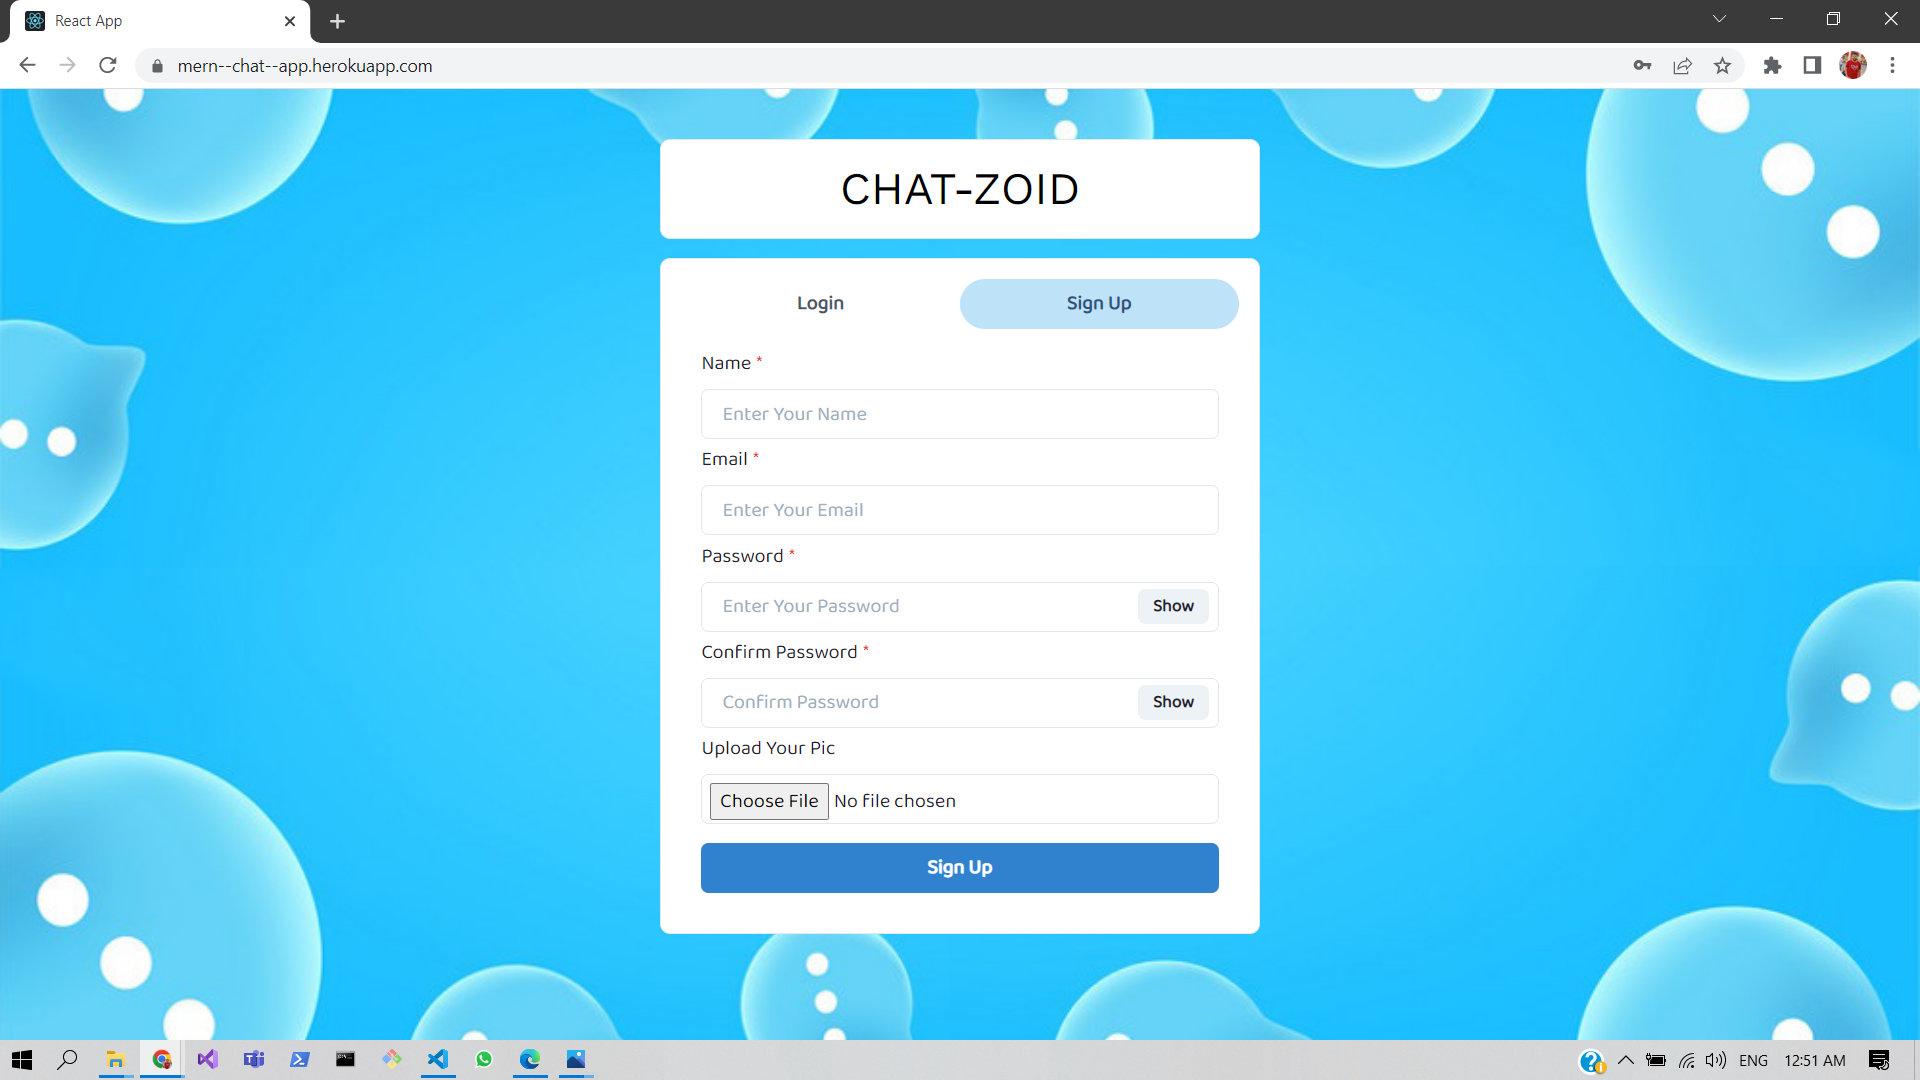 React App
mern--chat--app.herokuapp.com
CHAT-ZOID
Login
Sign Up
Name *
Enter Your Name
Email *
Enter Your Email
Password *
Enter Your Password
Show
Confirm Password *
Confirm Password
Show
Upload Your Pic
Choose File No file chosen
Sign Up
ENG
12:51 AM